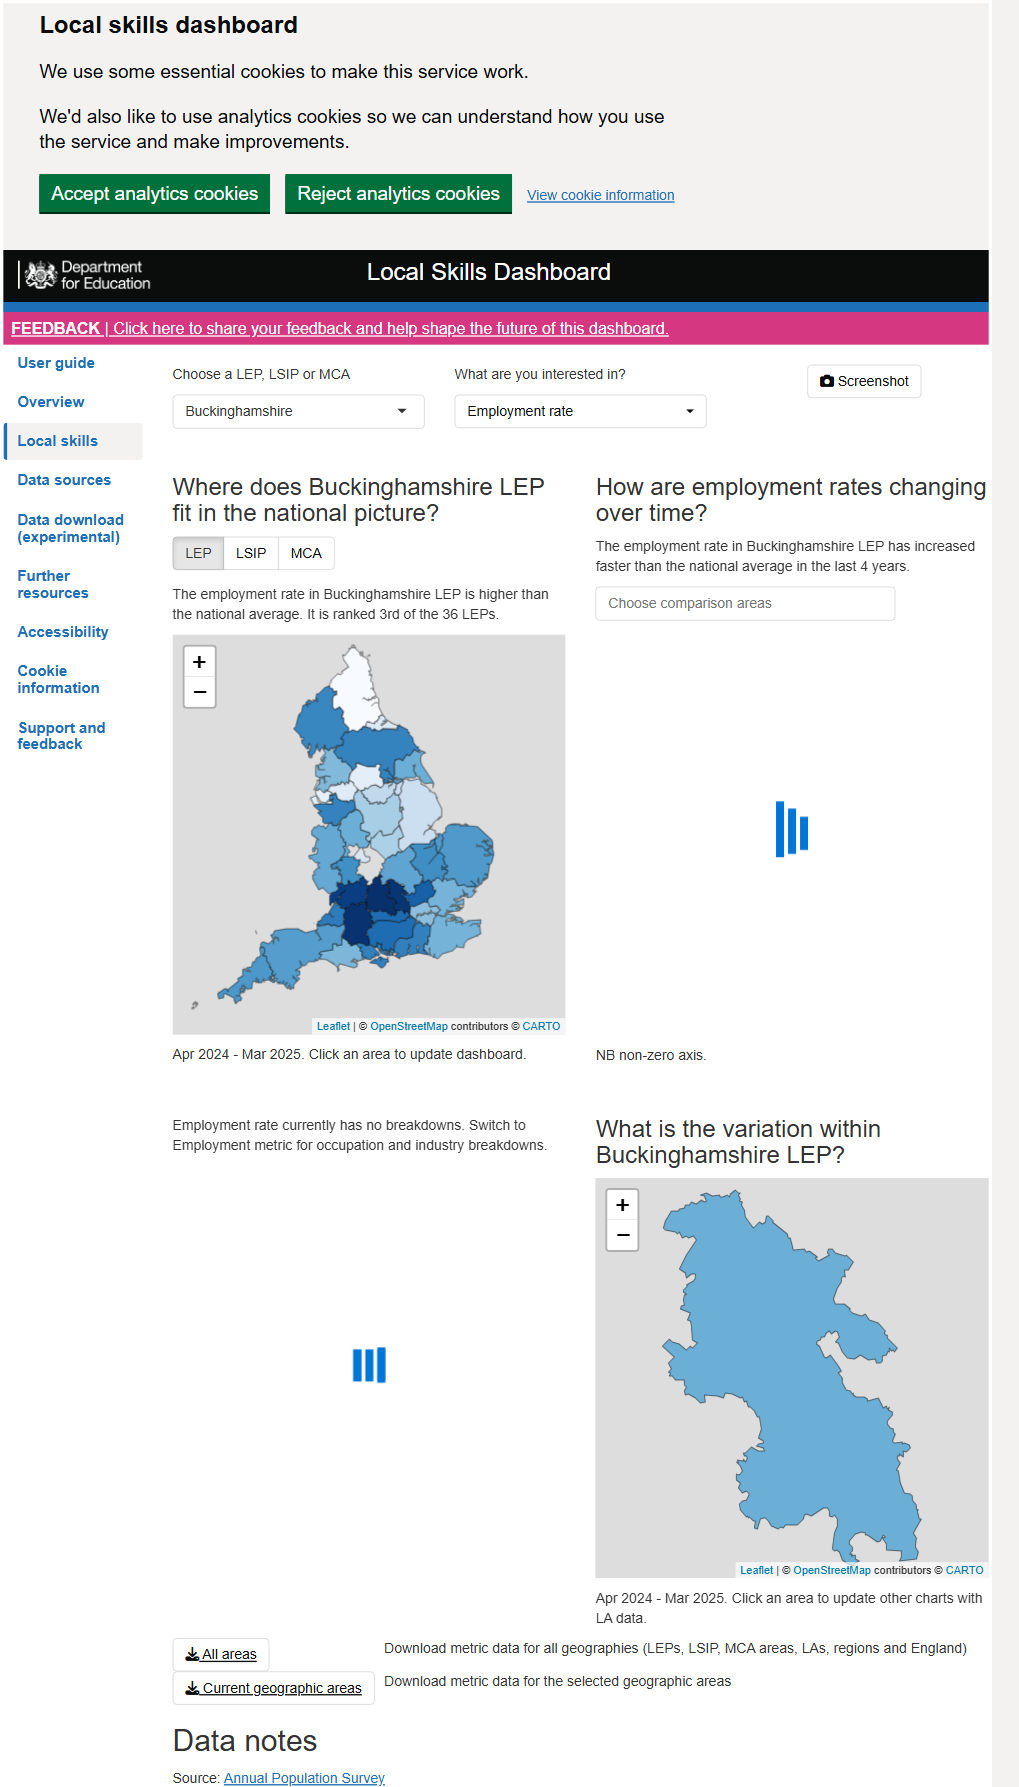 Local skills dashboard
We use some essential cookies to make this service work.
We'd also like to use analytics cookies so we can understand how you use
the service and make improvements.
Accept analytics cookies
Reject analytics cookies
View cookie information
Department
for Education
Local Skills Dashboard
FEEDBACK | Click here to share your feedback and help shape the future of this dashboard.
User guide
Overview
Local skills
Data sources
Data download
(experimental)
Further
resources
Accessibility
Cookie
information
Support and
feedback
Choose a LEP, LSIP or MCA
Buckinghamshire
What are you interested in?
Employment rate
Screenshot
Where does Buckinghamshire LEP
fit in the national picture?
LEP
LSIP
MCA
The employment rate in Buckinghamshire LEP is higher than
the national average. It is ranked 3rd of the 36 LEPs.
+
−
Leaflet | © OpenStreetMap contributors © CARTO
Apr 2024 - Mar 2025. Click an area to update dashboard.
How are employment rates changing
over time?
The employment rate in Buckinghamshire LEP has increased
faster than the national average in the last 4 years.
Choose comparison areas
NB non-zero axis.
Employment rate currently has no breakdowns. Switch to
Employment metric for occupation and industry breakdowns.
What is the variation within
Buckinghamshire LEP?
+
−
Leaflet | © OpenStreetMap contributors © CARTO
Apr 2024 - Mar 2025. Click an area to update other charts with
LA data.
All areas
Download metric data for all geographies (LEPs, LSIP, MCA areas, LAs, regions and England)
Current geographic areas
Download metric data for the selected geographic areas
Data notes
Source: Annual Population Survey